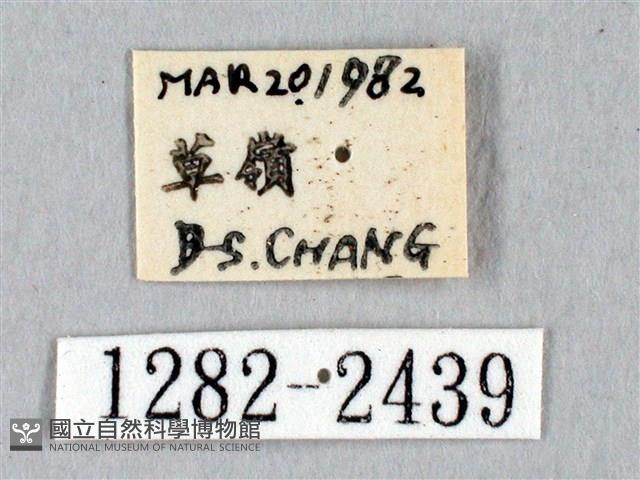 MAR 20.1982
草嶺
B-S.CHANG
1282-2439
國立自然科學博物館
NATIONAL MUSEUM OF NATURAL SCIENCE